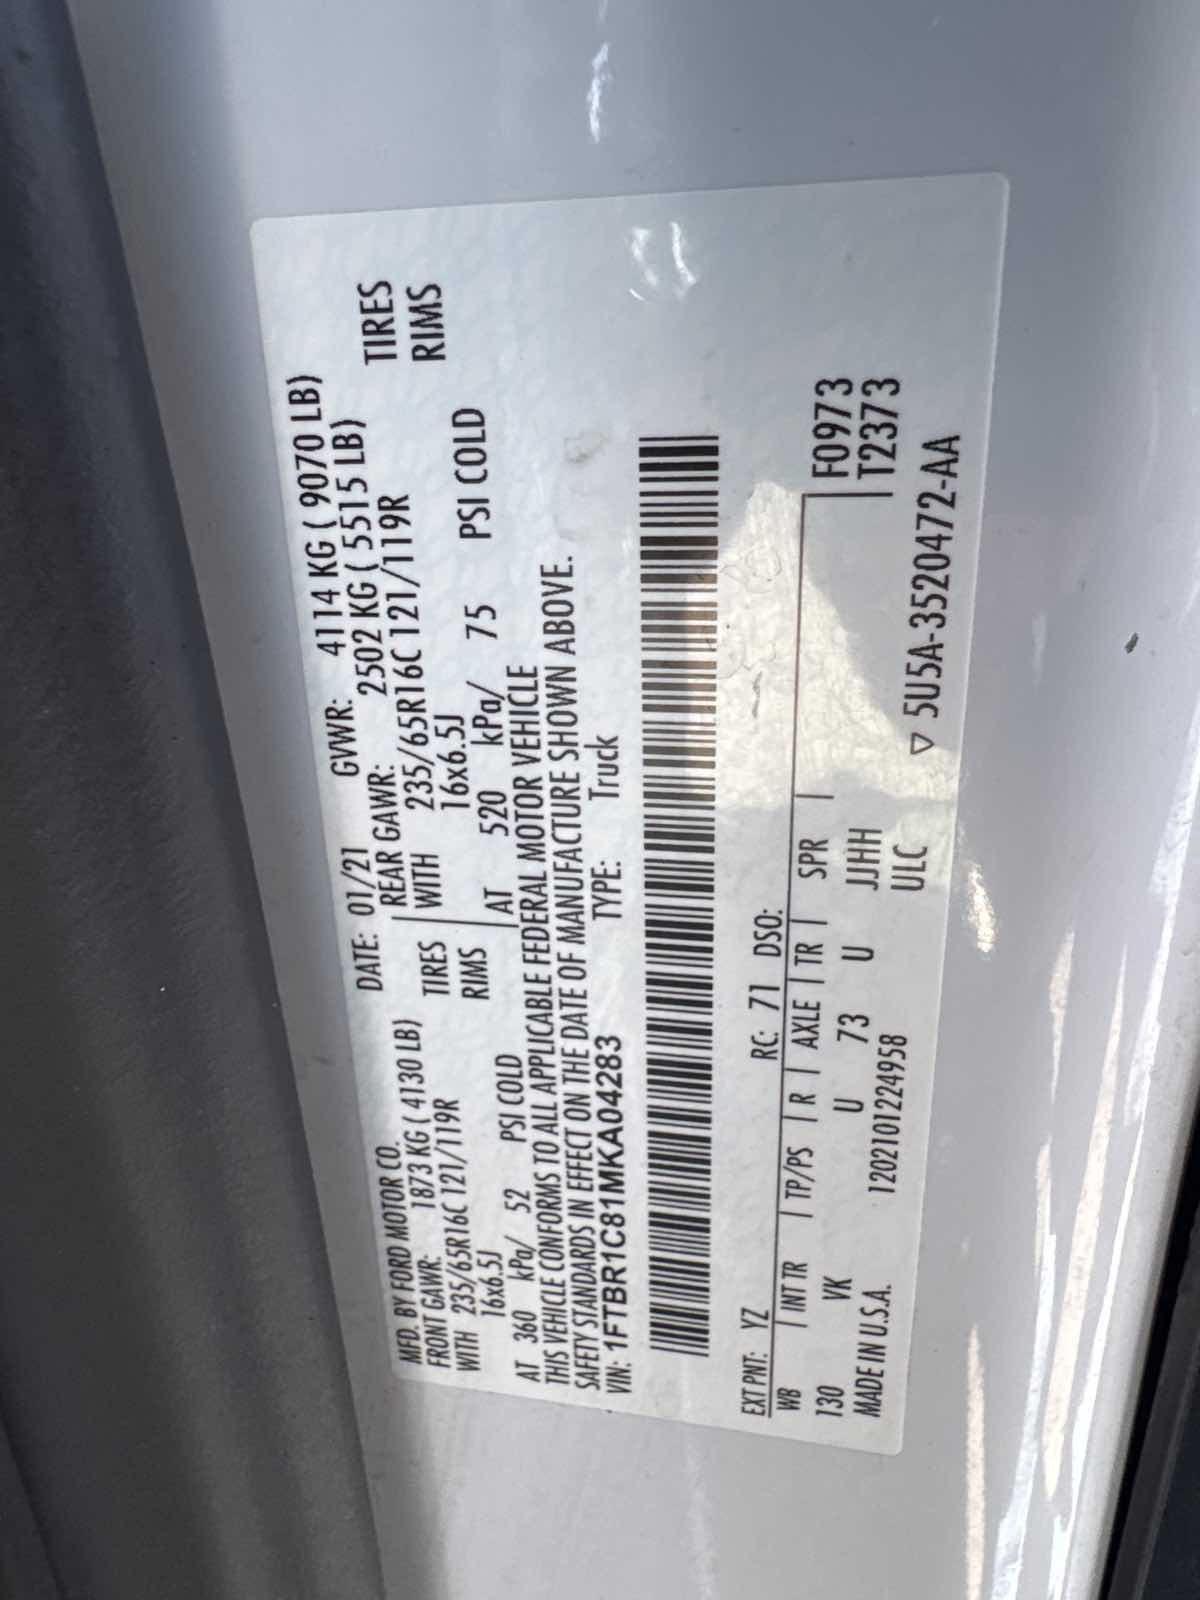 MFD. BY FORD MOTOR CO.
DATE: 01/21 GVWR: 4114 KG ( 9070 LB)
FRONT GAWR: 1873 KG ( 4130 LB) REAR GAWR: 2502 KG ( 5515 LB)
WITH 235/65R16C 121/119R TIRES WITH 235/65R16C 121/119R TIRES
16x6.5J RIMS 16x6.5J RIMS
AT 360 kPa/ 52 PSI COLD AT 520 kPa/ 75 PSI COLD
THIS VEHICLE CONFORMS TO ALL APPLICABLE FEDERAL MOTOR VEHICLE
SAFETY STANDARDS IN EFFECT ON THE DATE OF MANUFACTURE SHOWN ABOVE.
VIN: 1FTBR1C81MKA04283 TYPE: Truck
EXT PNT: YZ RC: 71 DSO:
WB | INT TR | TP/PS | R | AXLE | TR | SPR |
F0973
130 VK U 73 U JJHH T2373
MADE IN U.S.A. 120210122495​8 ULC
▽ 5U5A-3520472-AA